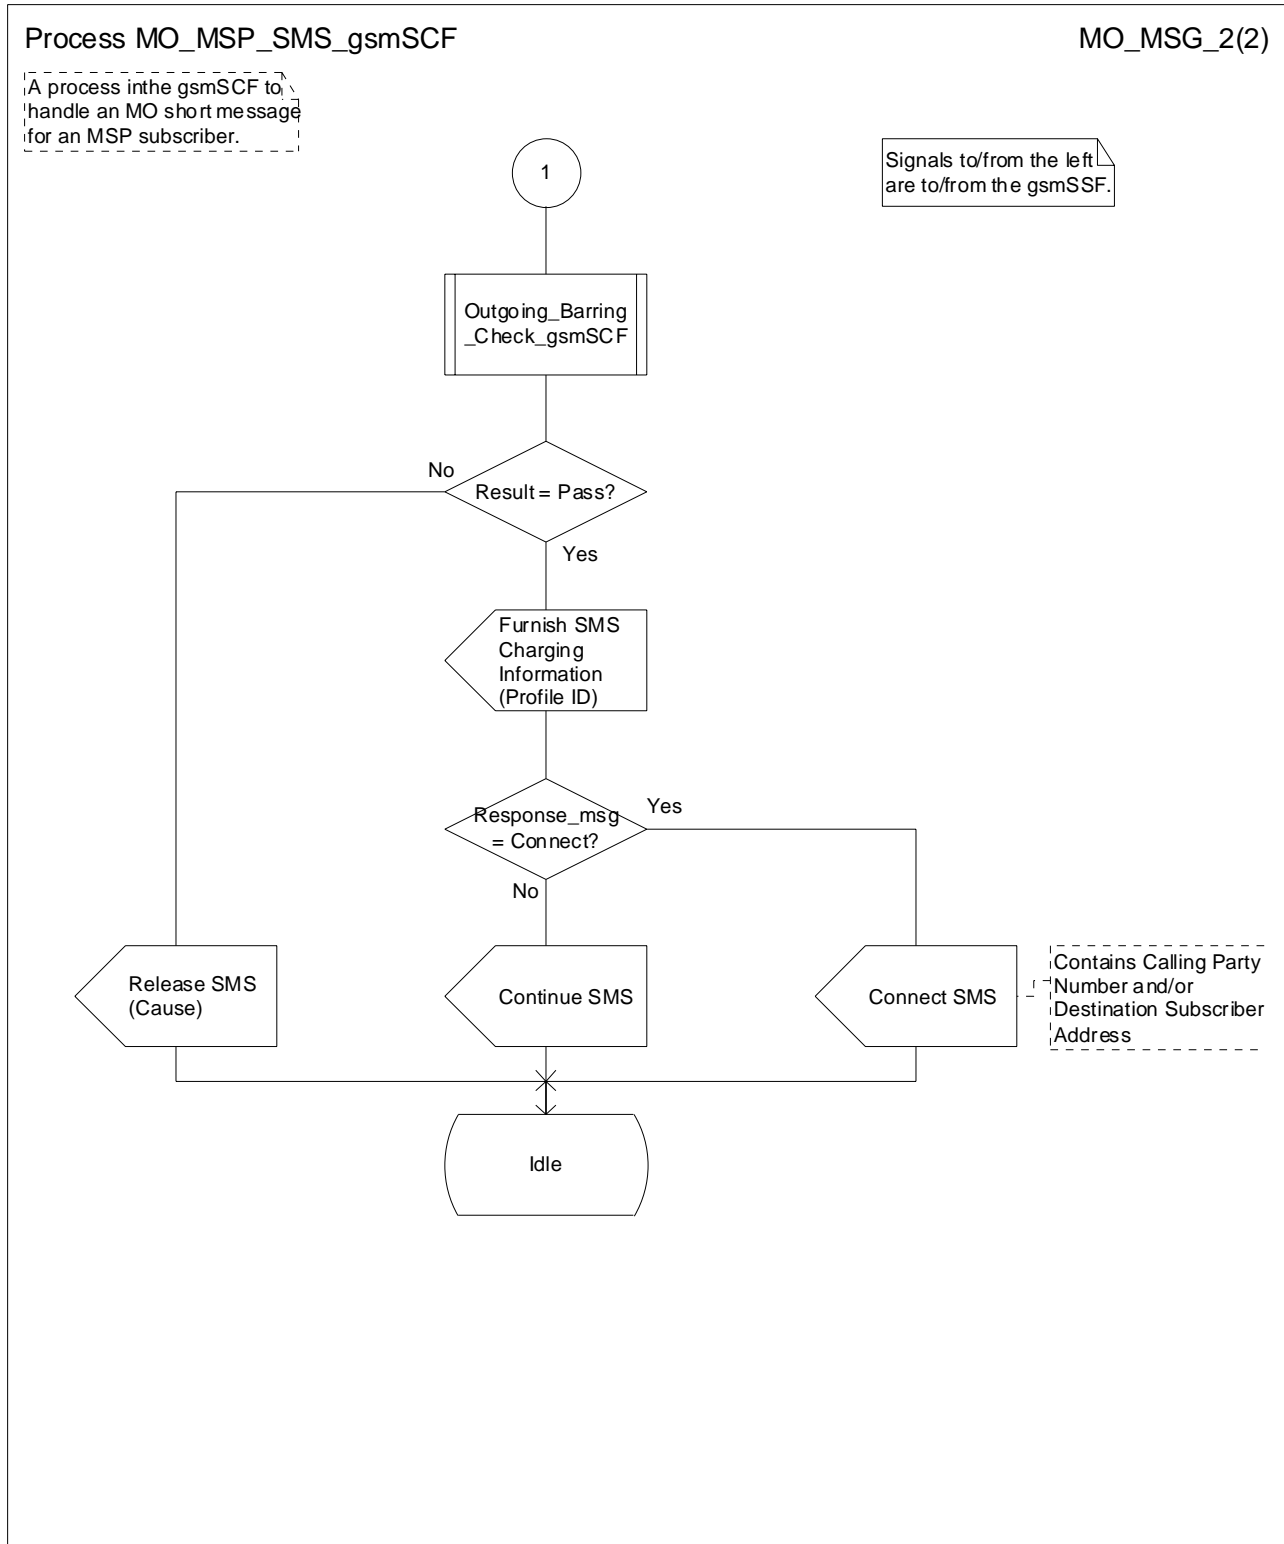 Process MO_MSP_SMS_gsmSCF
MO_MSG_2(2)
A process inthe gsmSCF to
handle an MO short message
for an MSP subscriber.
Signals to/from the left
are to/from the gsmSSF.
1
Outgoing_Barring
_Check_gsmSCF
No
Result = Pass?
Yes
Furnish SMS
Charging
Information
(Profile ID)
Response_msg
= Connect?
Yes
No
Release SMS
(Cause)
Continue SMS
Connect SMS
Contains Calling Party
Number and/or
Destination Subscriber
Address
Idle